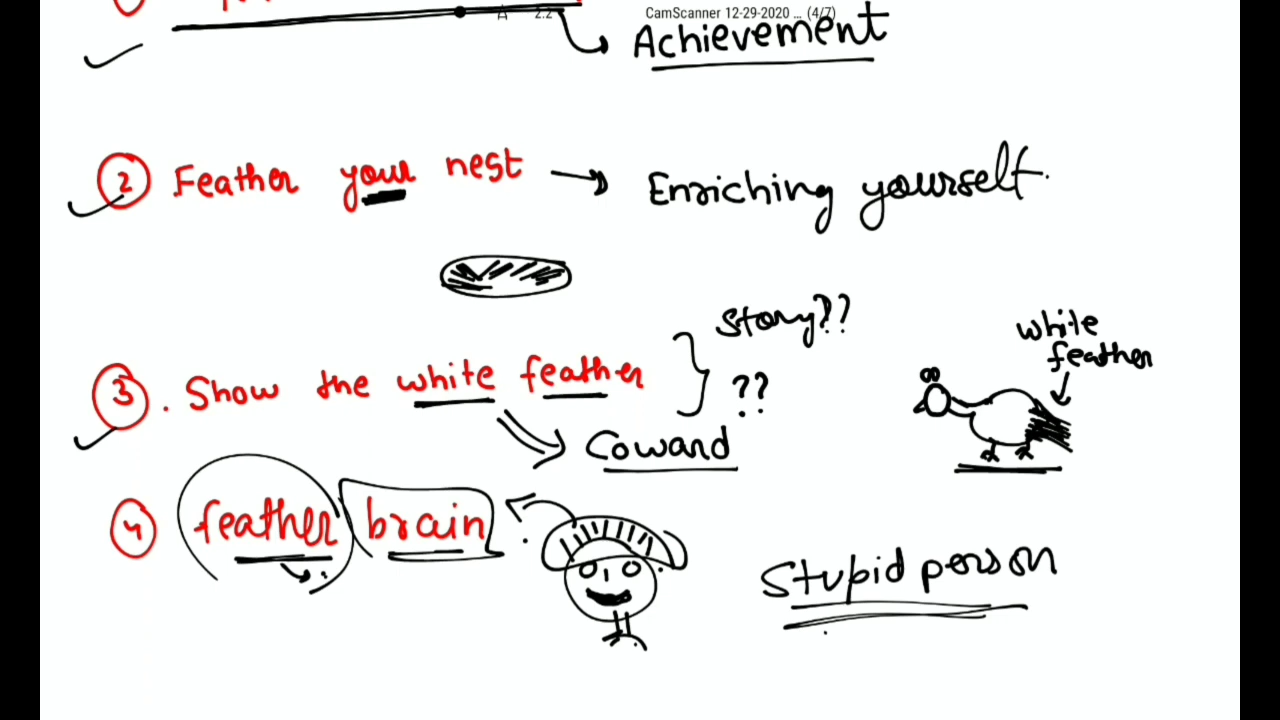 CamScanner 12-29-2020 ... (4/7)
Achievement
2 Feather your nest → Enriching yourself.
Story??
white
feather
3. Show the white feather
??
Coward
4 feather brain
Stupid person